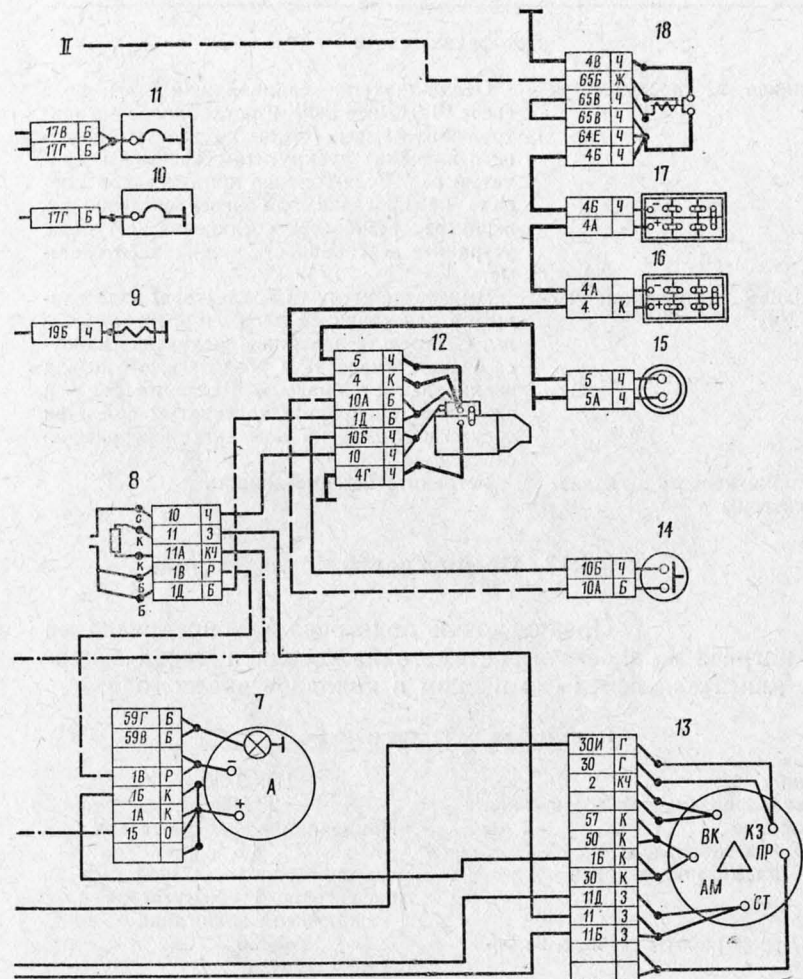 18
II
4В Ч
65Б Ж
65В Ч
65В Ч
64Е Ч
4Б Ч
11
17В Б
17Г Б
10
17Г Б
17
4Б Ч
4А
16
4А
4 К
9
19Б Ч
12
5 Ч
4 К
10А Б
1Д Б
10Б Ч
10 Ч
4Г Ч
15
5 Ч
5А Ч
8
С
К
К
Б
Б
10 Ч
11 З
11А КЧ
1В Р
1Д Б
14
10Б Ч
10А Б
7
59Г Б
59В Б
1В Р
1Б К
1А К
15 О
–
А
+
13
30И Г
30 Г
2 КЧ
57 К
50 К
1Б К
30 К
11Д З
11 З
11Б З
ВК
КЗ
ПР
АМ
СТ